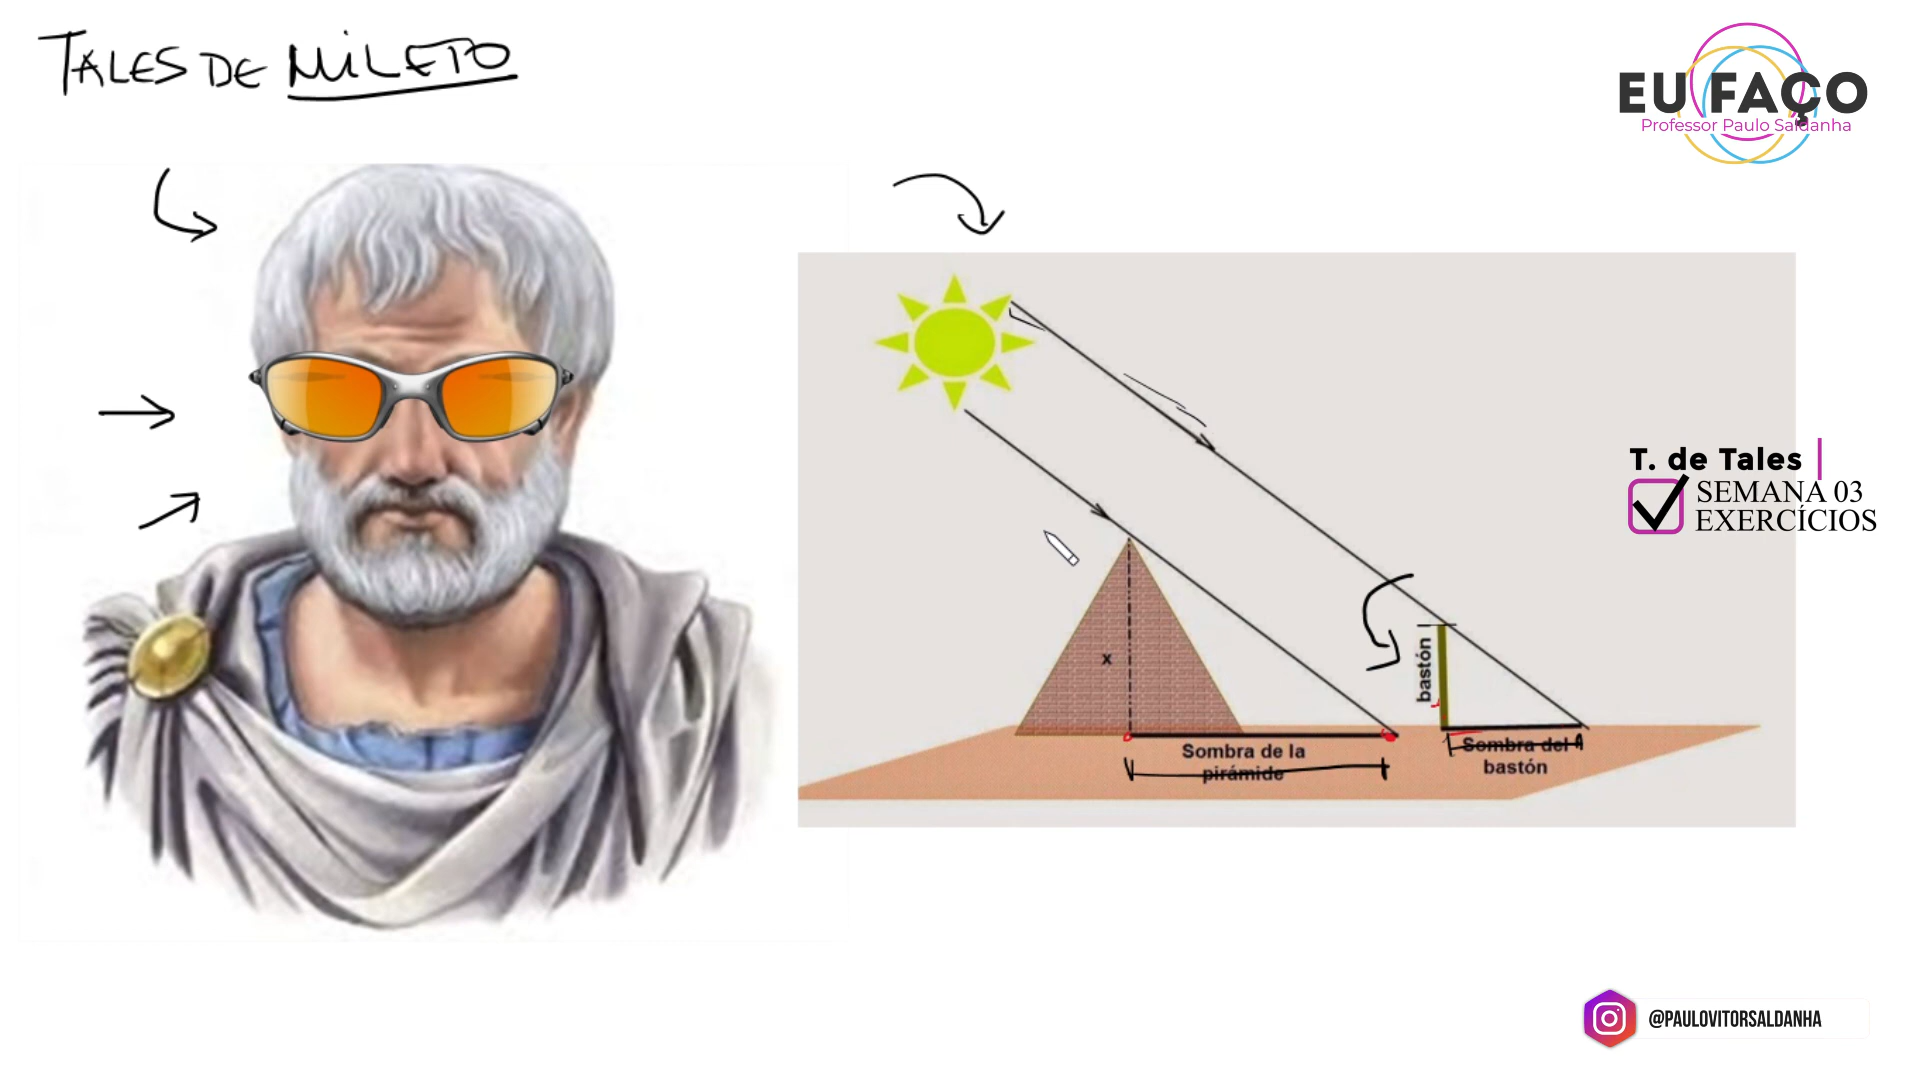 TALES DE MILETO
EU FAÇO
Professor Paulo Saldanha
T. de Tales
SEMANA 03
EXERCÍCIOS
x
bastón
Sombra de la
pirámide
Sombra del
bastón
@PAULOVITORSALDANHA